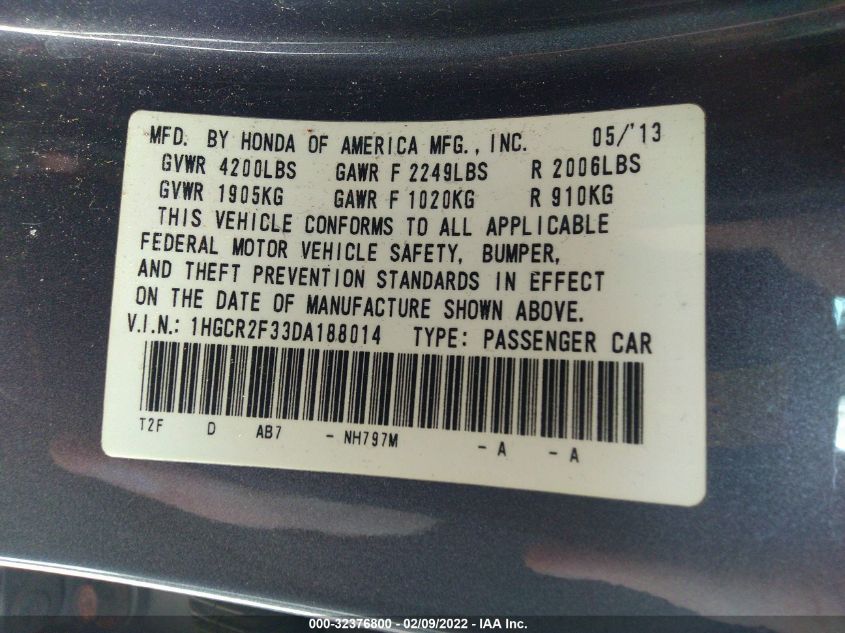 MFD. BY HONDA OF AMERICA MFG., INC. 05/'13
GVWR 4200LBS GAWR F 2249LBS R 2006LBS
GVWR 1905KG GAWR F 1020KG R 910KG
THIS VEHICLE CONFORMS TO ALL APPLICABLE
FEDERAL MOTOR VEHICLE SAFETY, BUMPER,
AND THEFT PREVENTION STANDARDS IN EFFECT
ON THE DATE OF MANUFACTURE SHOWN ABOVE.
V.I.N.: 1HGCR2F33DA188014 TYPE: PASSENGER CAR
T2F D AB7 - NH797M - A - A
000-32376800 - 02/09/2022 - IAA Inc.